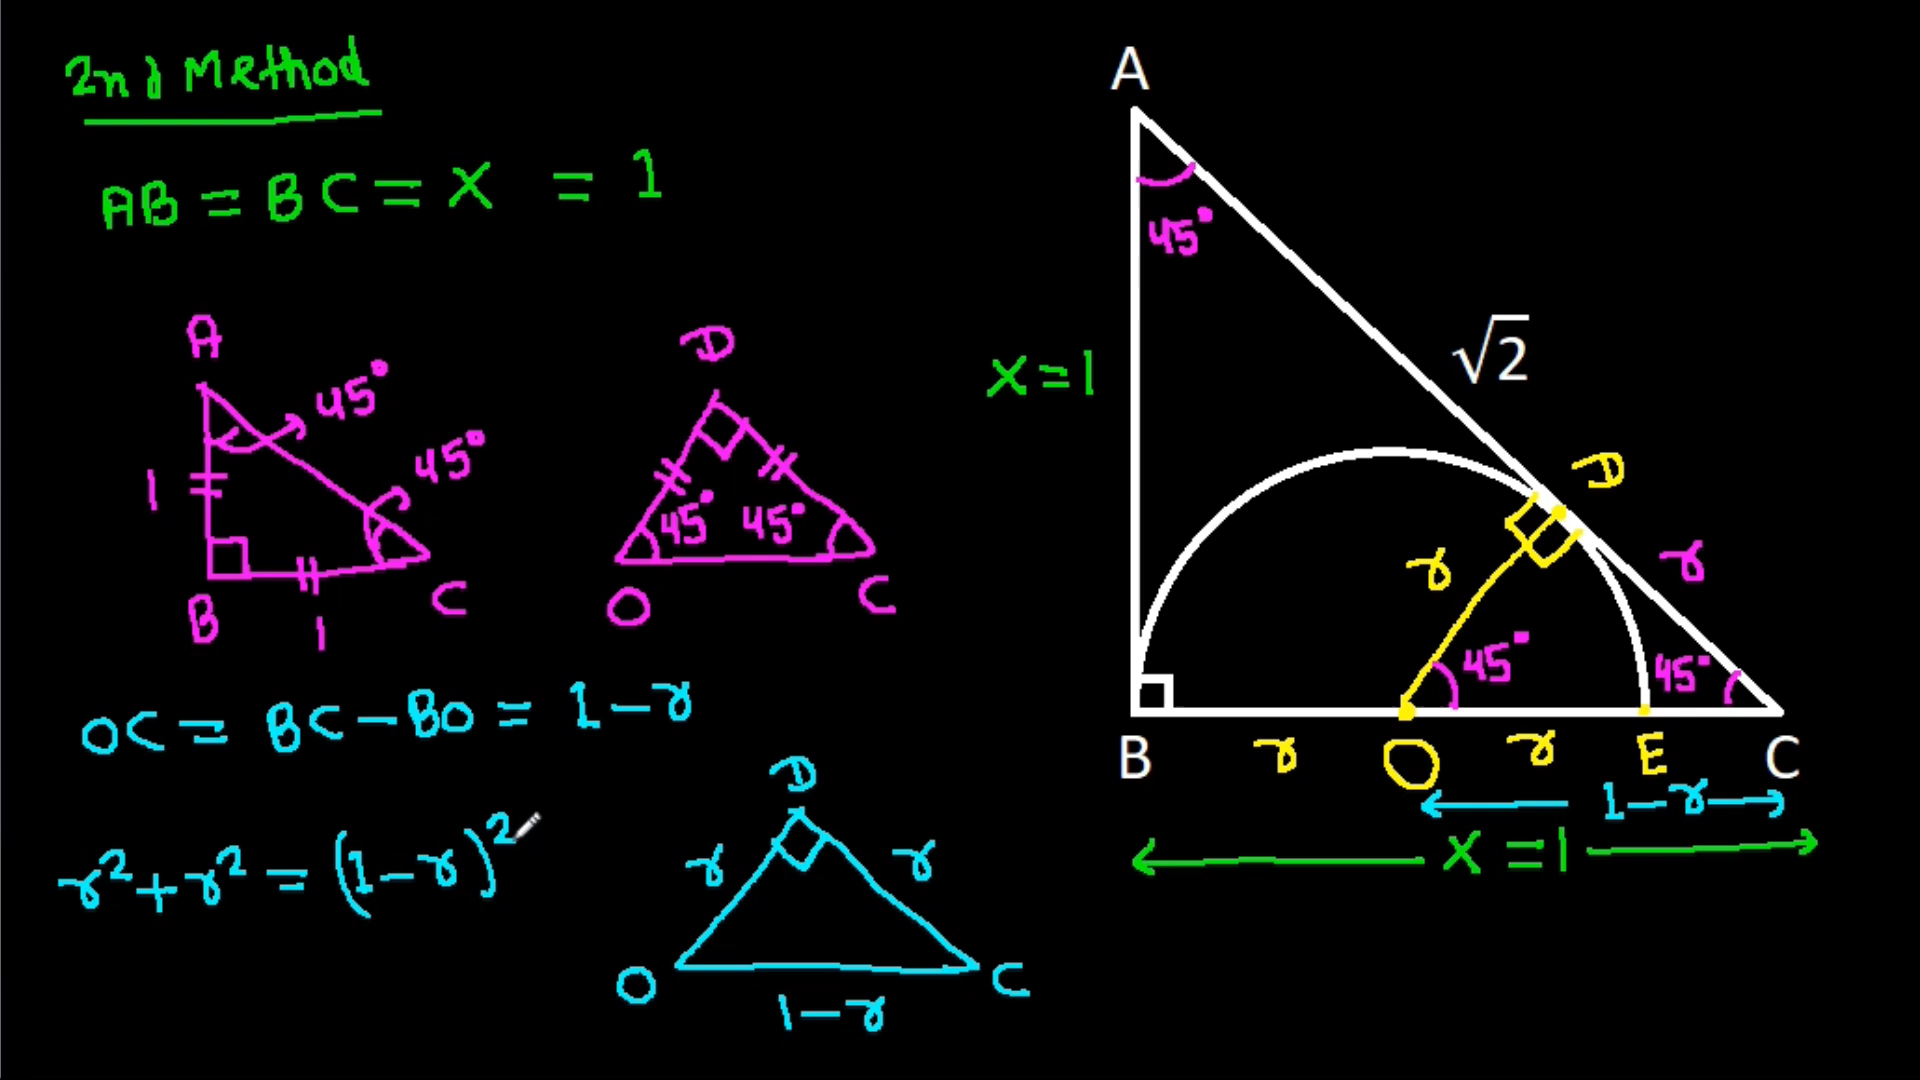 2nd Method
AB = BC = x = 1
A
45°
45°
1
B
1
C
D
45° 45°
O
C
OC = BC - BO = 1 - r
r² + r² = (1 - r)²
D
r
r
O
C
1 - r
A
45°
√2
x = 1
D
r
r
45°
45°
B
r
O
r
E
C
1 - r
x = 1